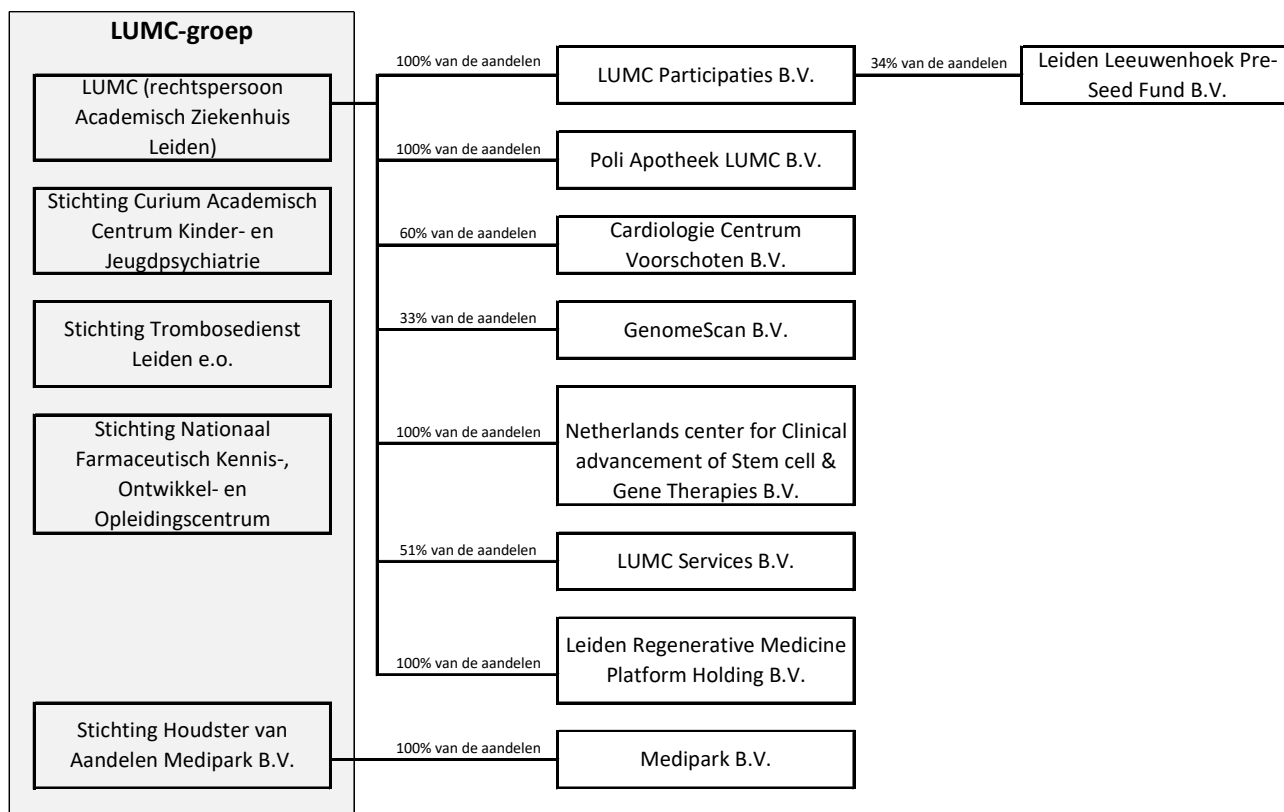 LUMC-groep
LUMC (rechtspersoon
Academisch Ziekenhuis
Leiden)
100% van de aandelen
LUMC Participaties B.V.
34% van de aandelen
Leiden Leeuwenhoek Pre-
Seed Fund B.V.
100% van de aandelen
Poli Apotheek LUMC B.V.
Stichting Curium Academisch
Centrum Kinder- en
Jeugdpsychiatrie
60% van de aandelen
Cardiologie Centrum
Voorschoten B.V.
Stichting Trombosedienst
Leiden e.o.
33% van de aandelen
GenomeScan B.V.
Stichting Nationaal
Farmaceutisch Kennis-,
Ontwikkel- en
Opleidingscentrum
100% van de aandelen
Netherlands center for Clinical
advancement of Stem cell &
Gene Therapies B.V.
51% van de aandelen
LUMC Services B.V.
100% van de aandelen
Leiden Regenerative Medicine
Platform Holding B.V.
Stichting Houdster van
Aandelen Medipark B.V.
100% van de aandelen
Medipark B.V.